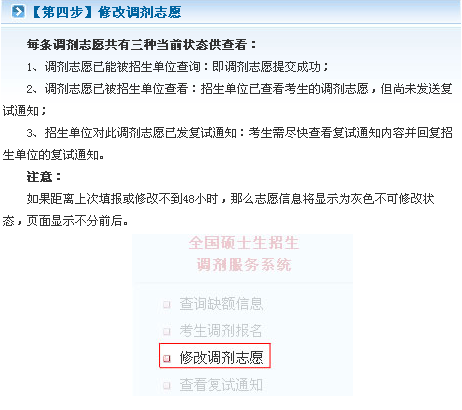 【第四步】修改调剂志愿
每条调剂志愿共有三种当前状态供查看：
1、调剂志愿已能被招生单位查询：即调剂志愿提交成功；
2、调剂志愿已被招生单位查看：招生单位已查看考生的调剂志愿，但尚未发送复
试通知；
3、招生单位对此调剂志愿已发复试通知：考生需尽快查看复试通知内容并回复招
生单位的复试通知。
注意：
如果距离上次填报或修改不到48小时，那么志愿信息将显示为灰色不可修改状
态，页面显示不分前后。
全国硕士生招生
调剂服务系统
查询缺额信息
考生调剂报名
修改调剂志愿
查看复试通知